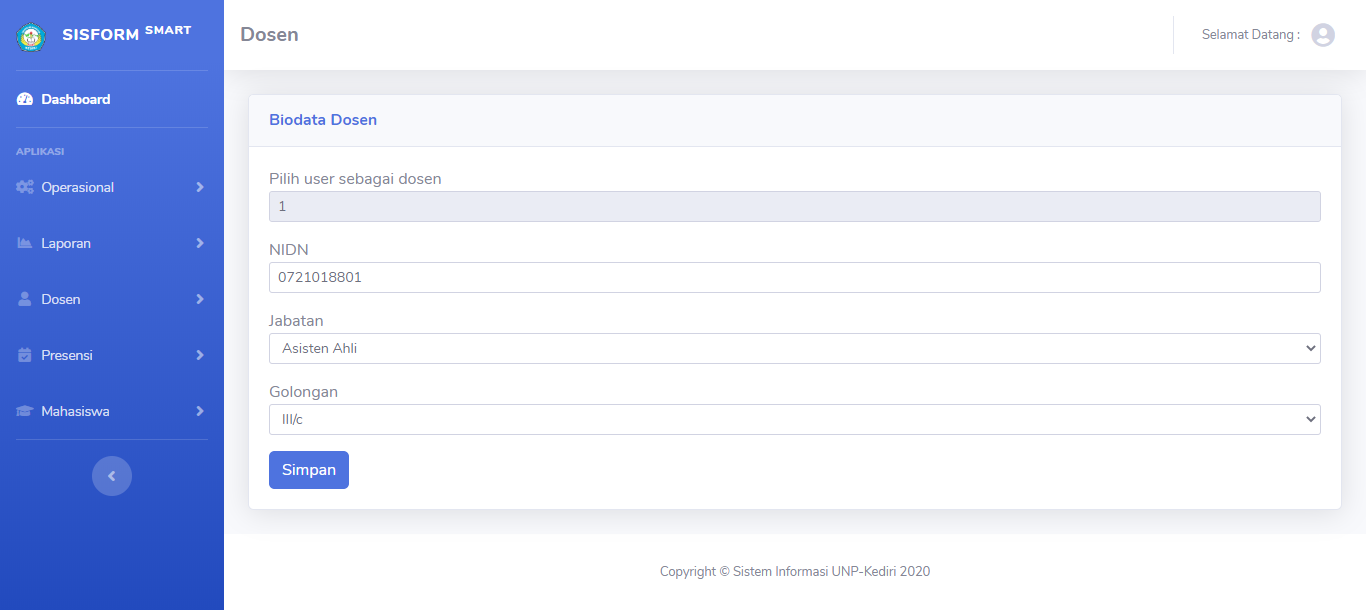 SISFORM SMART
Dosen
Selamat Datang :
Dashboard
APLIKASI
Operasional
Laporan
Dosen
Presensi
Mahasiswa
Biodata Dosen
Pilih user sebagai dosen
1
NIDN
0721018801
Jabatan
Asisten Ahli
Golongan
III/c
Simpan
Copyright © Sistem Informasi UNP-Kediri 2020